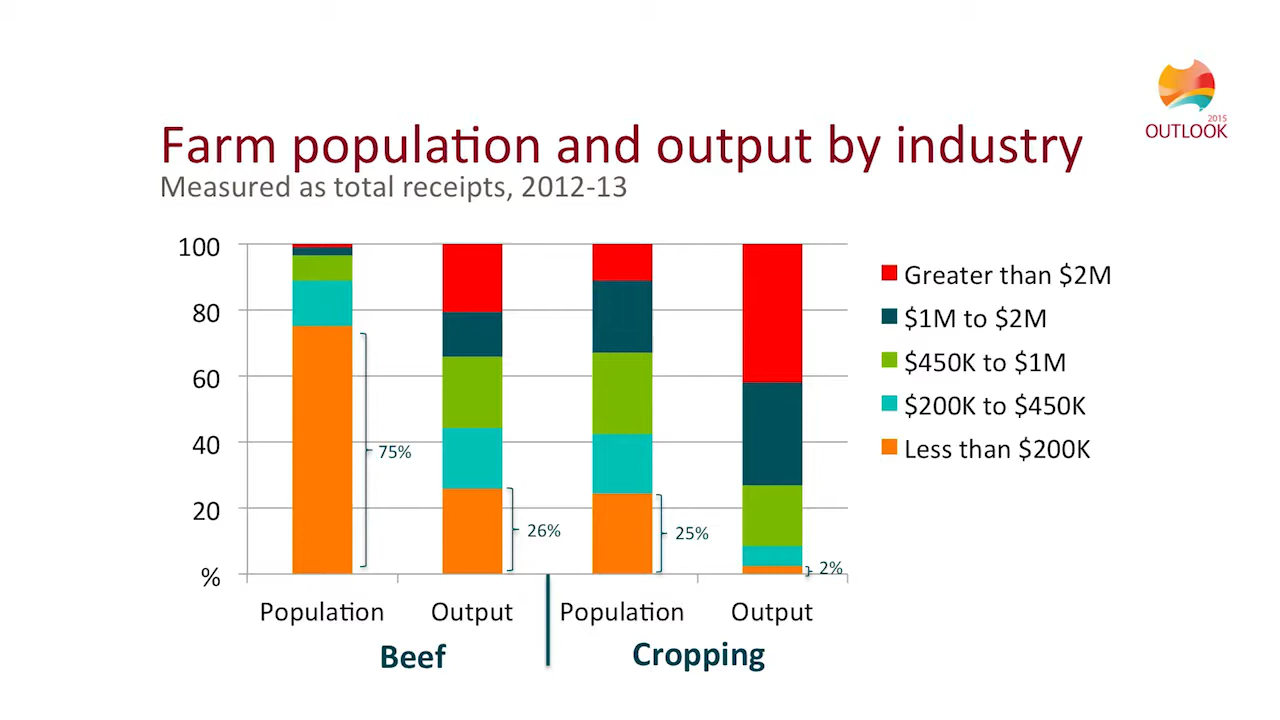 2015
OUTLOOK
Farm population and output by industry
Measured as total receipts, 2012-13
100
80
60
40
20
%
75%
26%
25%
2%
Greater than $2M
$1M to $2M
$450K to $1M
$200K to $450K
Less than $200K
Population Output Population Output
Beef Cropping